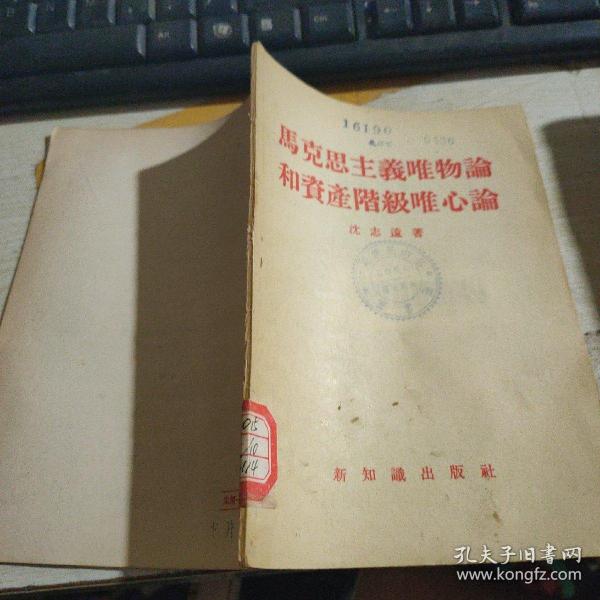 16190
馬克思主義唯物論
和資產階級唯心論
沈志遠著
新知識出版社
孔夫子旧书网
www.kongfz.com